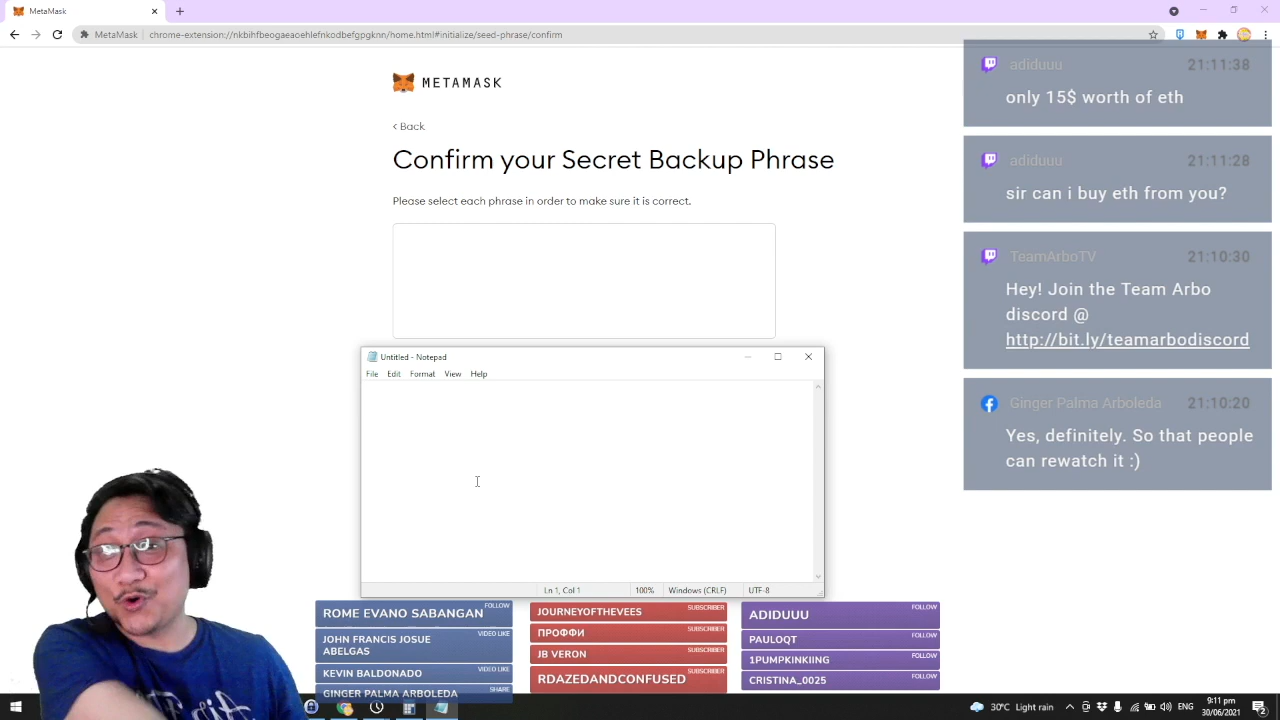 MetaMask
MetaMask
chrome-extension://nkbihfbeogaeaoehlefnkodbefgpgknn/home.html#initialize/seed-phrase/confirm
METAMASK
< Back
Confirm your Secret Backup Phrase
Please select each phrase in order to make sure it is correct.
Untitled - Notepad
File Edit Format View Help
Ln 1, Col 1 100% Windows (CRLF) UTF-8
adiduuu 21:11:38
only 15$ worth of eth
adiduuu 21:11:28
sir can i buy eth from you?
TeamArboTV 21:10:30
Hey! Join the Team Arbo
discord @
http://bit.ly/teamarbodiscord
Ginger Palma Arboleda 21:10:20
Yes, definitely. So that people
can rewatch it :)
ROME EVANO SABANGAN FOLLOW
JOHN FRANCIS JOSUE VIDEO LIKE
ABELGAS
KEVIN BALDONADO VIDEO LIKE
GINGER PALMA ARBOLEDA SHARE
JOURNEYOFTHEVEES SUBSCRIBER
ПРОФФИ SUBSCRIBER
JB VERON SUBSCRIBER
RDAZEDANDCONFUSED SUBSCRIBER
ADIDUUU FOLLOW
PAULOQT FOLLOW
1PUMPKINKIING FOLLOW
CRISTINA_0025 FOLLOW
30°C Light rain ENG 9:11 pm
30/06/2021
2